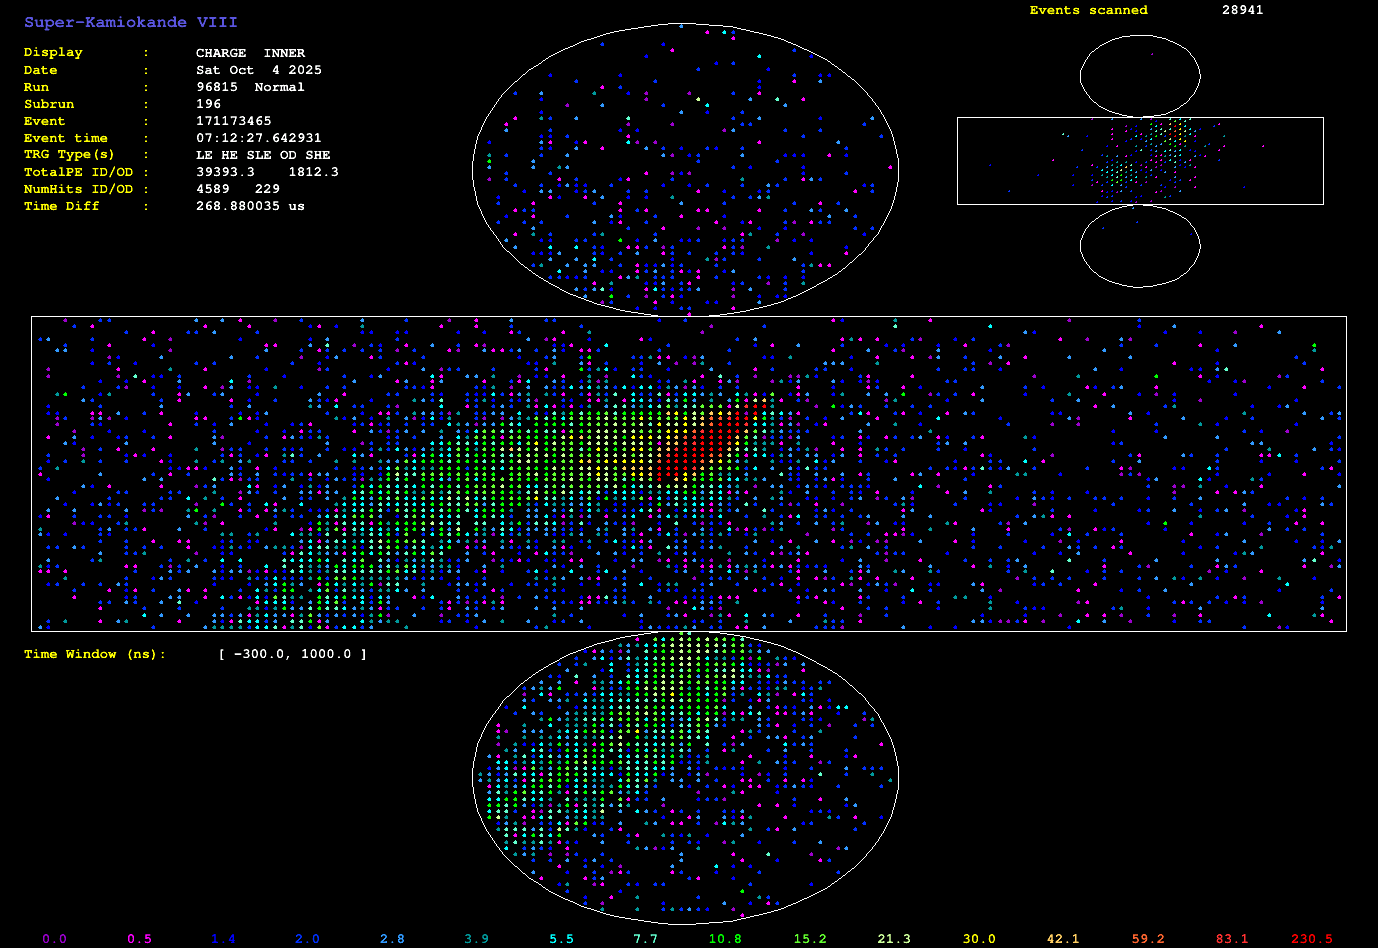 Super-Kamiokande VIII
Events scanned 28941
Display : CHARGE INNER
Date : Sat Oct 4 2025
Run : 96815 Normal
Subrun : 196
Event : 171173465
Event time : 07:12:27.642931
TRG Type(s) : LE HE SLE OD SHE
TotalPE ID/OD : 39393.3 1812.3
NumHits ID/OD : 4589 229
Time Diff : 268.880035 us
Time Window (ns): [ -300.0, 1000.0 ]
0.0 0.5 1.4 2.0 2.8 3.9 5.5 7.7 10.8 15.2 21.3 30.0 42.1 59.2 83.1 230.5